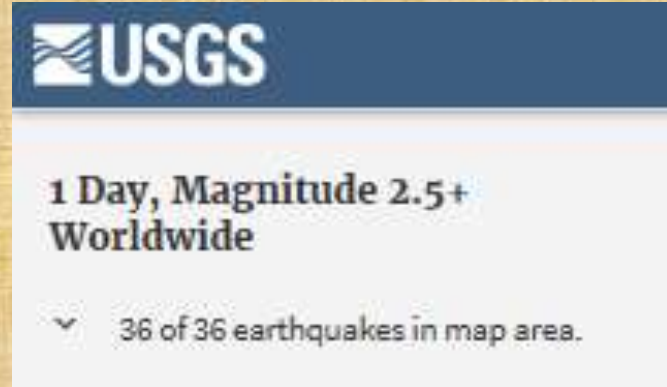 USGS
1 Day, Magnitude 2.5+
Worldwide
36 of 36 earthquakes in map area.